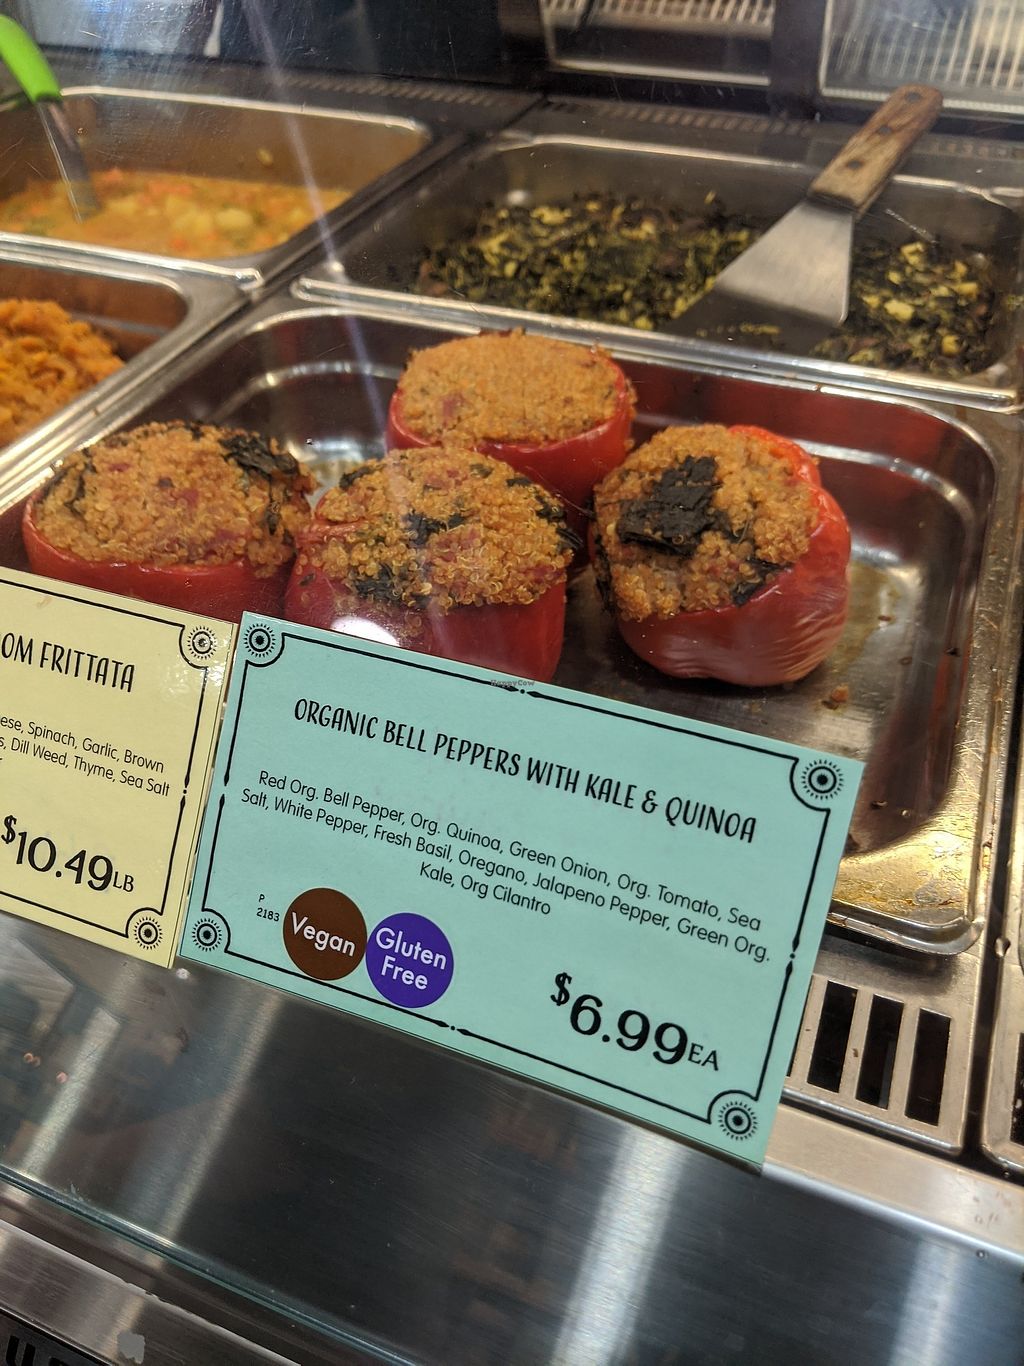 OM FRITTATA
ese, Spinach, Garlic, Brown
s, Dill Weed, Thyme, Sea Salt
$10.49LB
HappyCow
ORGANIC BELL PEPPERS WITH KALE & QUINOA
Red Org. Bell Pepper, Org. Quinoa, Green Onion, Org. Tomato, Sea
Salt, White Pepper, Fresh Basil, Oregano, Jalapeno Pepper, Green Org.
Kale, Org Cilantro
P
2183
Vegan
Gluten
Free
$6.99EA